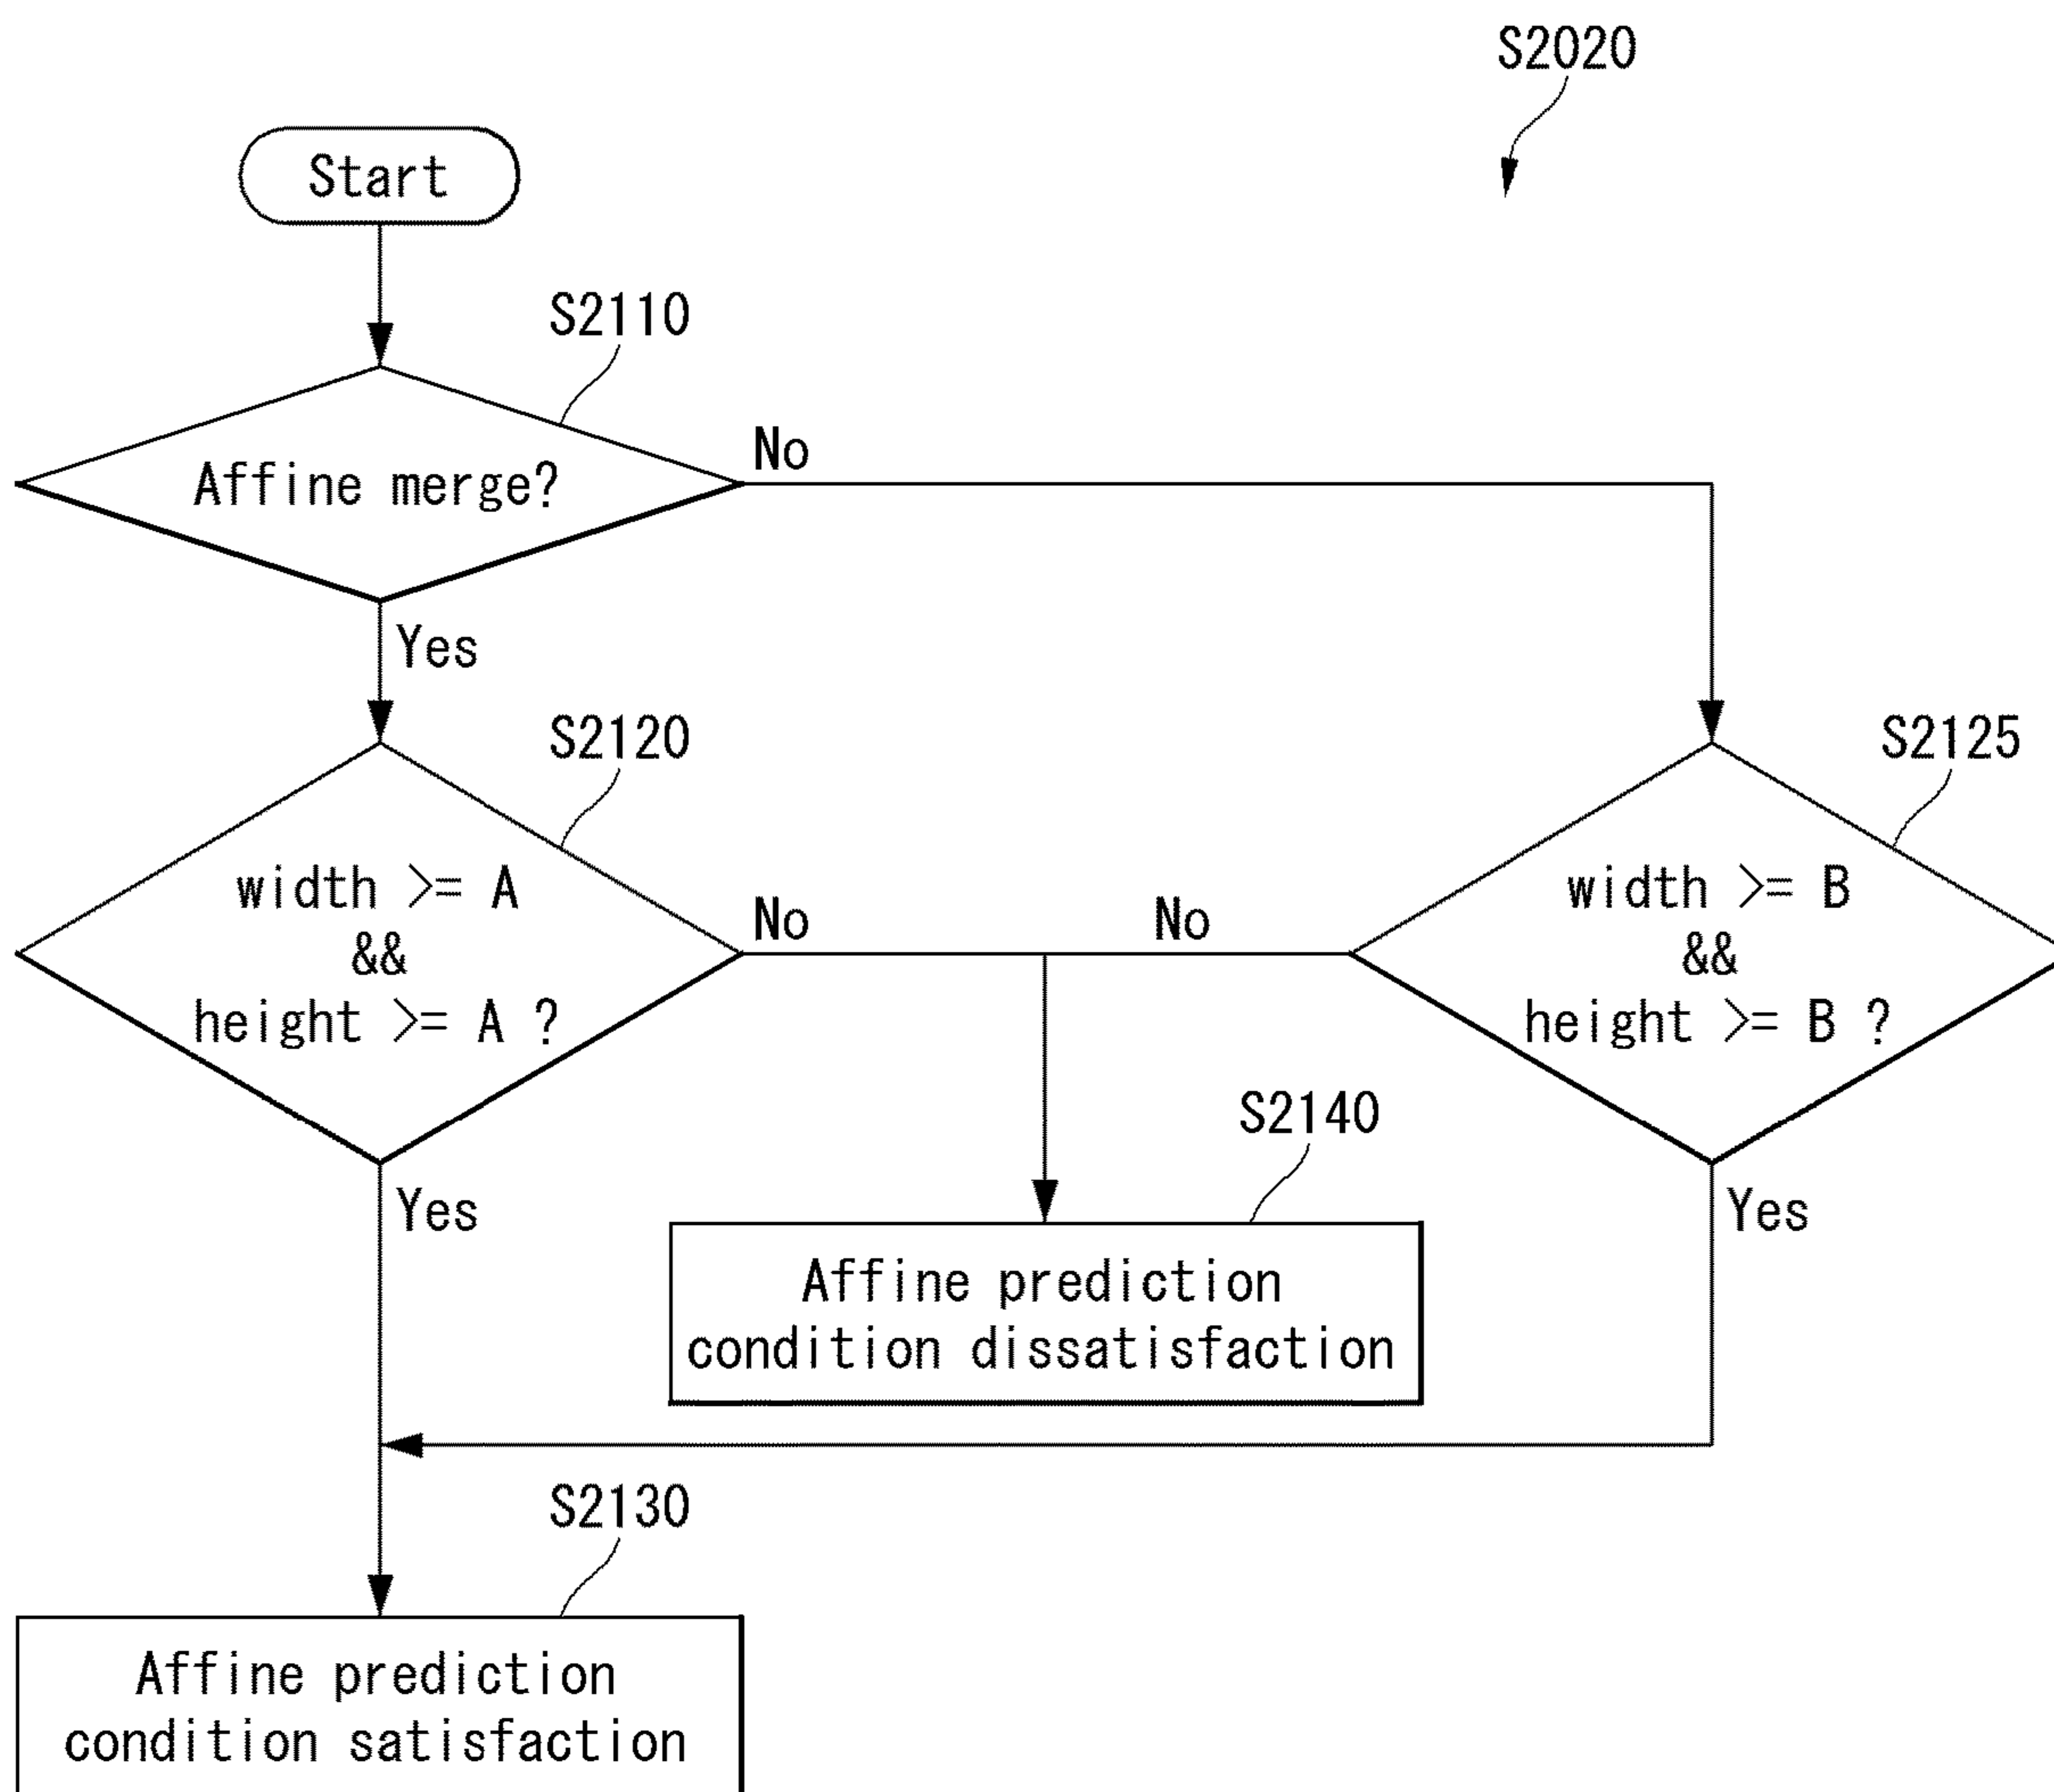 S2020
Start
S2110
Affine merge?
No
Yes
S2120
S2125
width >= A
&&
height >= A ?
No
No
width >= B
&&
height >= B ?
S2140
Yes
Yes
Affine prediction
condition dissatisfaction
S2130
Affine prediction
condition satisfaction